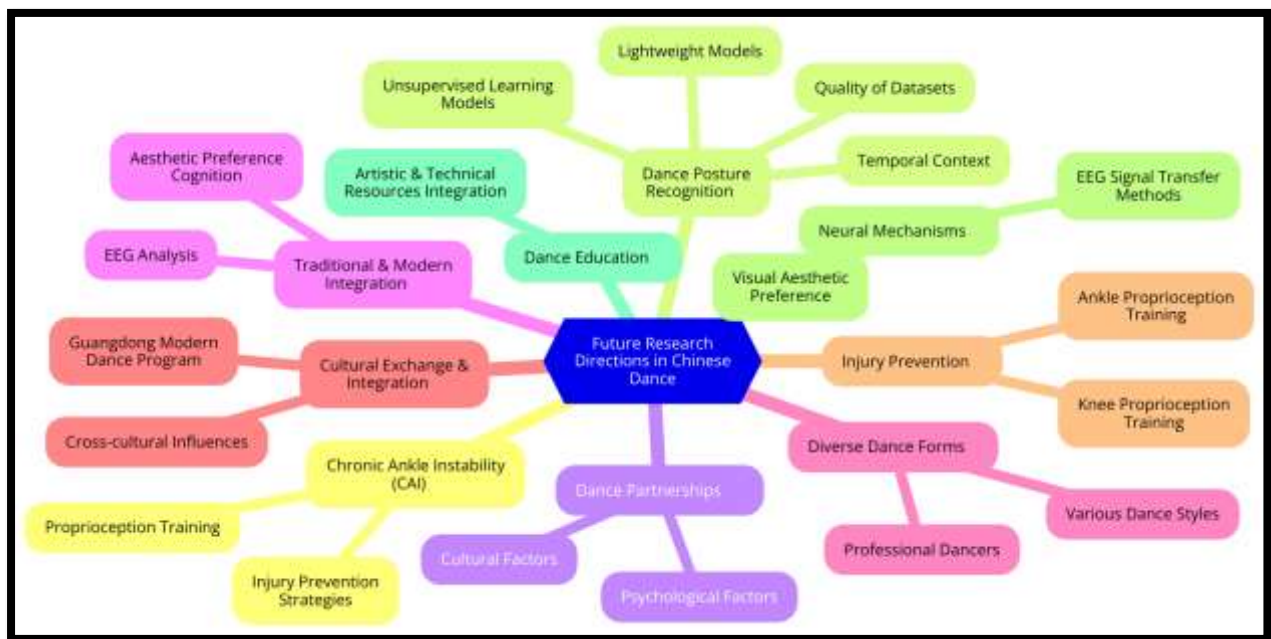 Lightweight Models
Unsupervised Learning
Models
Quality of Datasets
Aesthetic Preference
Cognition
Artistic & Technical
Resources Integration
Dance Posture
Recognition
Temporal Context
EEG Signal Transfer
Methods
Neural Mechanisms
EEG Analysis
Traditional & Modern
Integration
Dance Education
Visual Aesthetic
Preference
Ankle Proprioception
Training
Guangdong Modern
Dance Program
Cultural Exchange &
Integration
Future Research
Directions in Chinese
Dance
Injury Prevention
Knee Proprioception
Training
Cross-cultural Influences
Chronic Ankle Instability
(CAI)
Dance Partnerships
Diverse Dance Forms
Proprioception Training
Cultural Factors
Various Dance Styles
Professional Dancers
Injury Prevention
Strategies
Psychological Factors